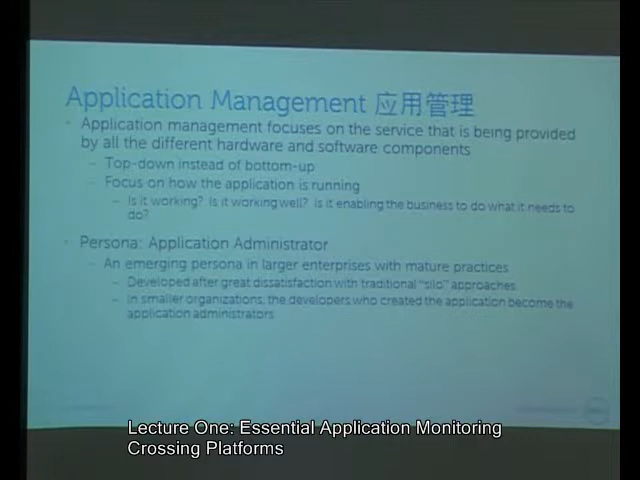 Application Management 应用管理
Application management focuses on the service that is being provided
by all the different hardware and software components
Top-down instead of bottom-up
Focus on how the application is running
Is it working? Is it working well? Is it enabling the business to do what it needs to
do?
Persona: Application Administrator
An emerging persona in larger enterprises with mature practices
Developed after great dissatisfaction with traditional "silo" approaches
In smaller organizations, the developers who created the application become the
application administrators
Lecture One: Essential Application Monitoring
Crossing Platforms